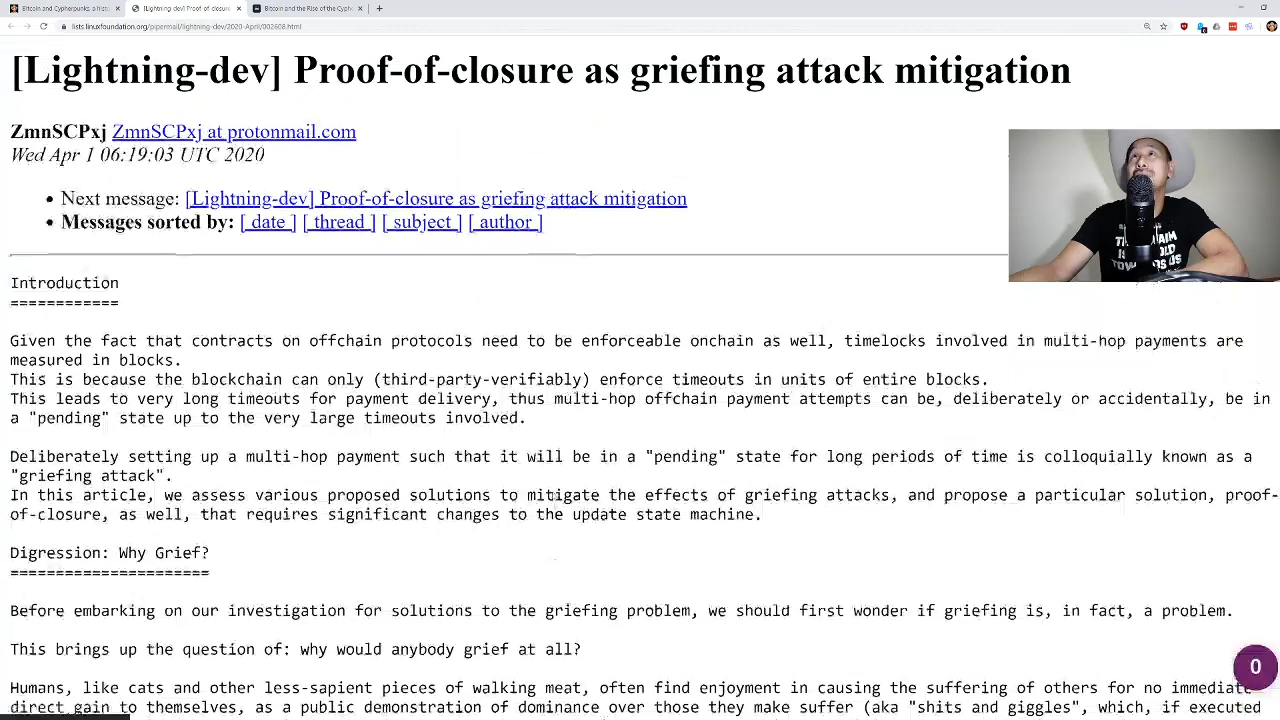 Bitcoin and Cypherpunks: a hist
[Lightning-dev] Proof-of-closure
Bitcoin and the Rise of the Cyphe
lists.linuxfoundation.org/pipermail/lightning-dev/2020-April/002608.html
[Lightning-dev] Proof-of-closure as griefing attack mitigation
ZmnSCPxj ZmnSCPxj at protonmail.com
Wed Apr 1 06:19:03 UTC 2020
Next message: [Lightning-dev] Proof-of-closure as griefing attack mitigation
Messages sorted by: [ date ] [ thread ] [ subject ] [ author ]
Introduction
============
Given the fact that contracts on offchain protocols need to be enforceable onchain as well, timelocks involved in multi-hop payments are
measured in blocks.
This is because the blockchain can only (third-party-verifiably) enforce timeouts in units of entire blocks.
This leads to very long timeouts for payment delivery, thus multi-hop offchain payment attempts can be, deliberately or accidentally, be in
a "pending" state up to the very large timeouts involved.
Deliberately setting up a multi-hop payment such that it will be in a "pending" state for long periods of time is colloquially known as a
"griefing attack".
In this article, we assess various proposed solutions to mitigate the effects of griefing attacks, and propose a particular solution, proof-
of-closure, as well, that requires significant changes to the update state machine.
Digression: Why Grief?
======================
Before embarking on our investigation for solutions to the griefing problem, we should first wonder if griefing is, in fact, a problem.
This brings up the question of: why would anybody grief at all?
Humans, like cats and other less-sapient pieces of walking meat, often find enjoyment in causing the suffering of others for no immediate
direct gain to themselves, as a public demonstration of dominance over those they make suffer (aka "shits and giggles", which, if executed
0